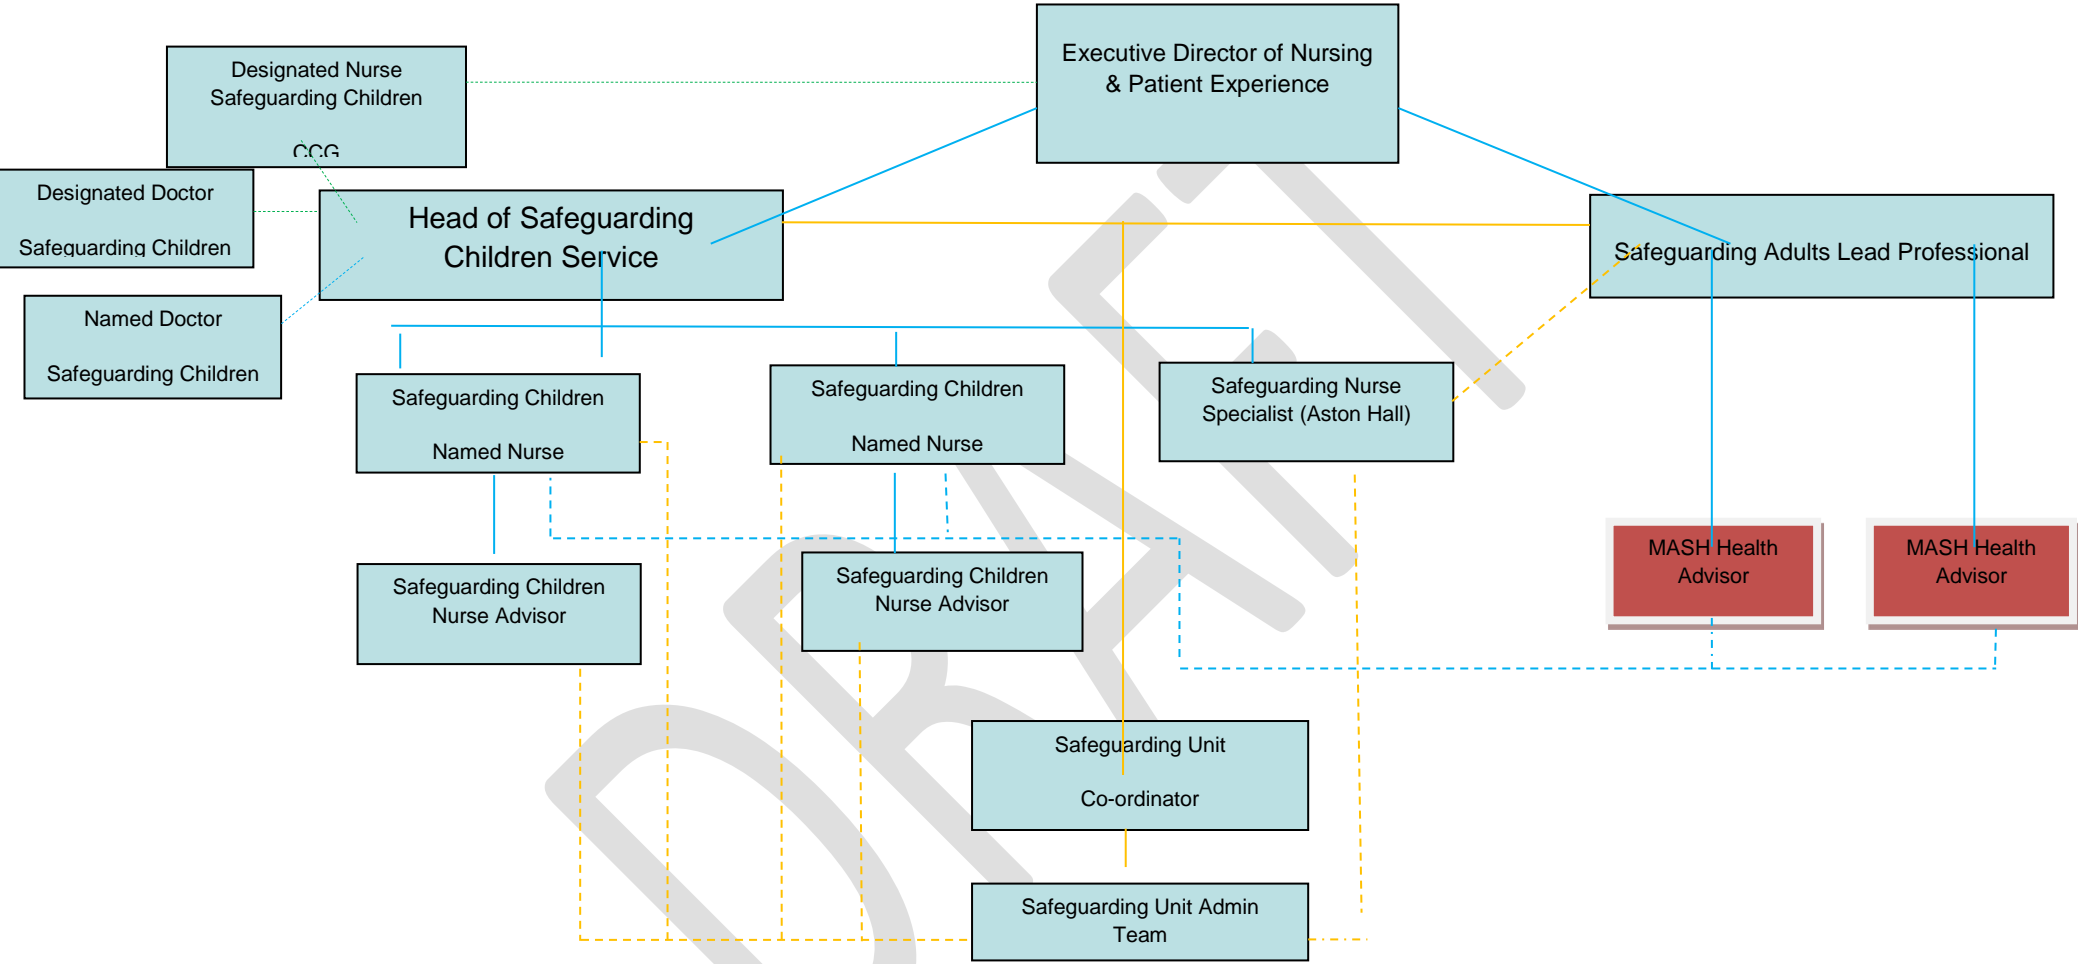 Executive Director of Nursing
& Patient Experience
Designated Nurse
Safeguarding Children
CCG
Designated Doctor
Safeguarding Children
Head of Safeguarding
Children Service
Safeguarding Adults Lead Professional
Named Doctor
Safeguarding Children
Safeguarding Children
Named Nurse
Safeguarding Children
Named Nurse
Safeguarding Nurse
Specialist (Aston Hall)
MASH Health
Advisor
MASH Health
Advisor
Safeguarding Children
Nurse Advisor
Safeguarding Children
Nurse Advisor
Safeguarding Unit
Co-ordinator
Safeguarding Unit Admin
Team
DRAFT